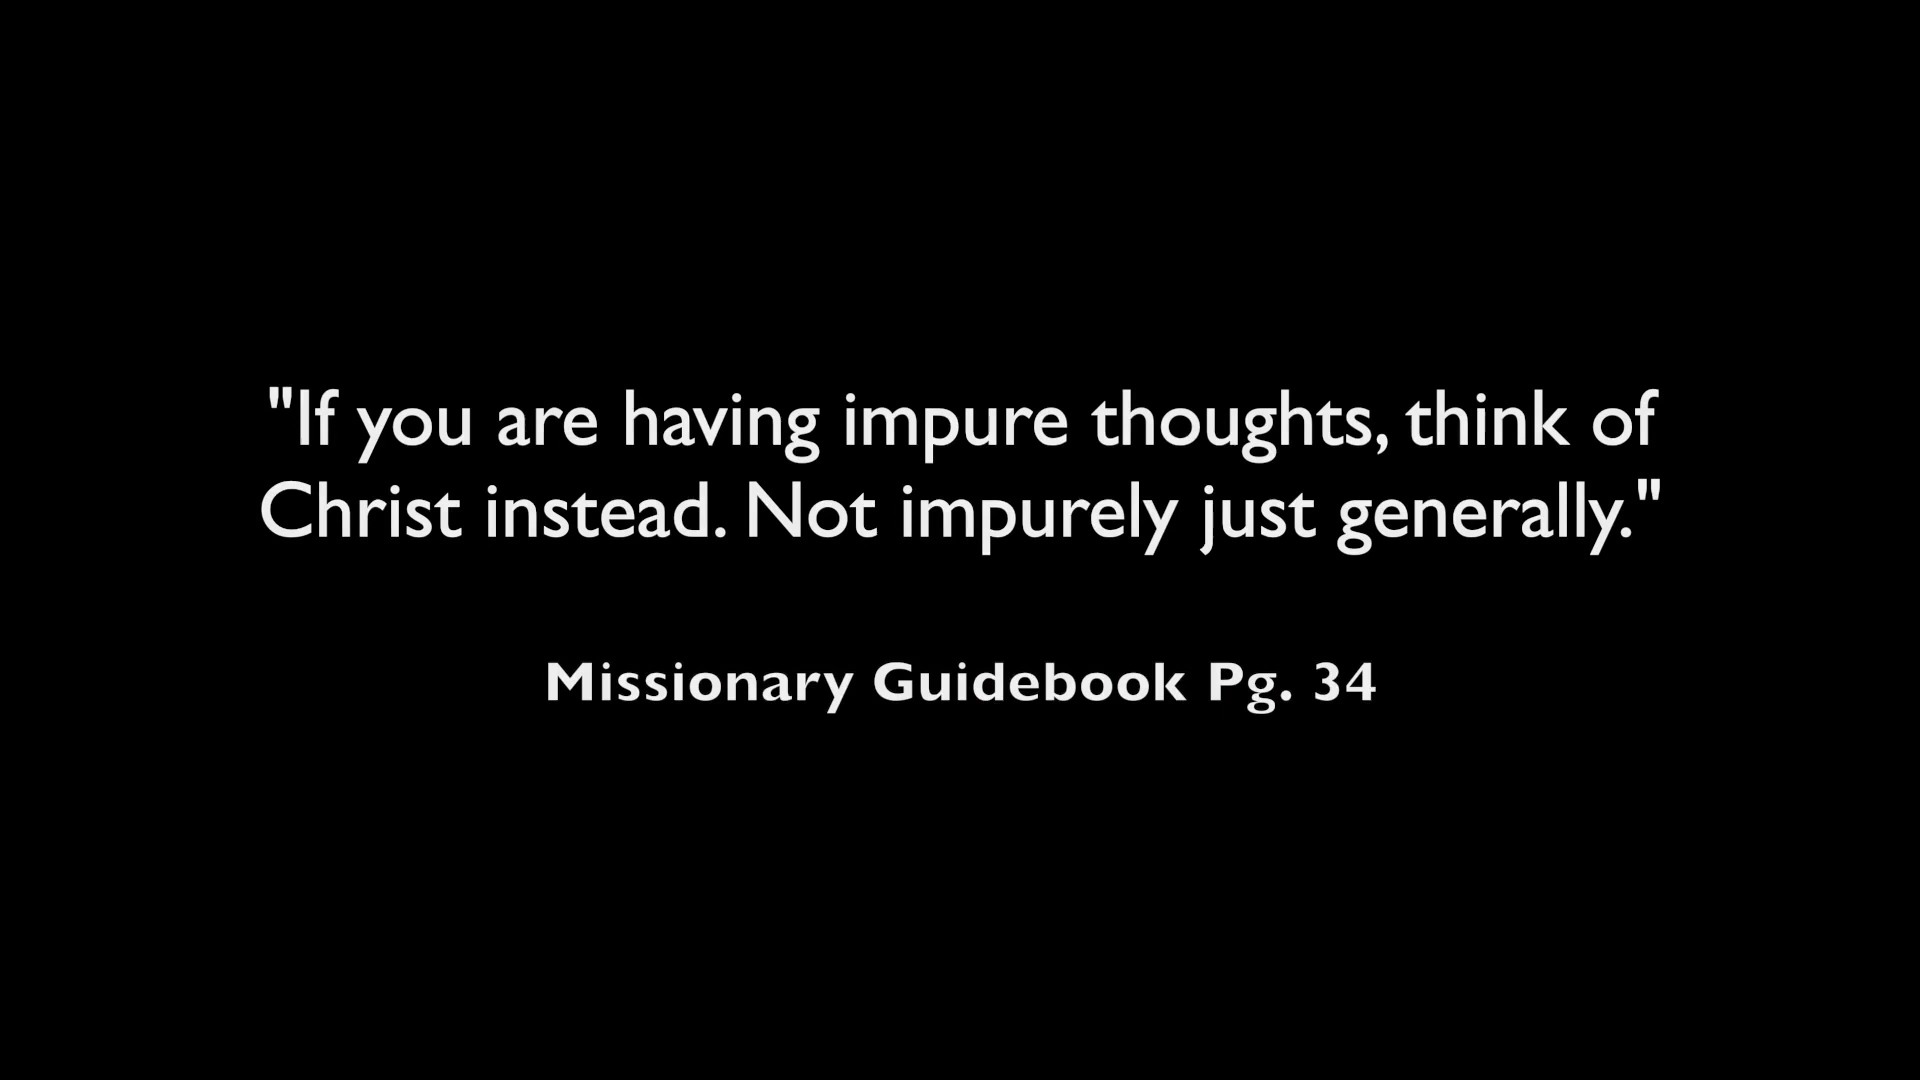 "If you are having impure thoughts, think of
Christ instead. Not impurely just generally."
Missionary Guidebook Pg. 34